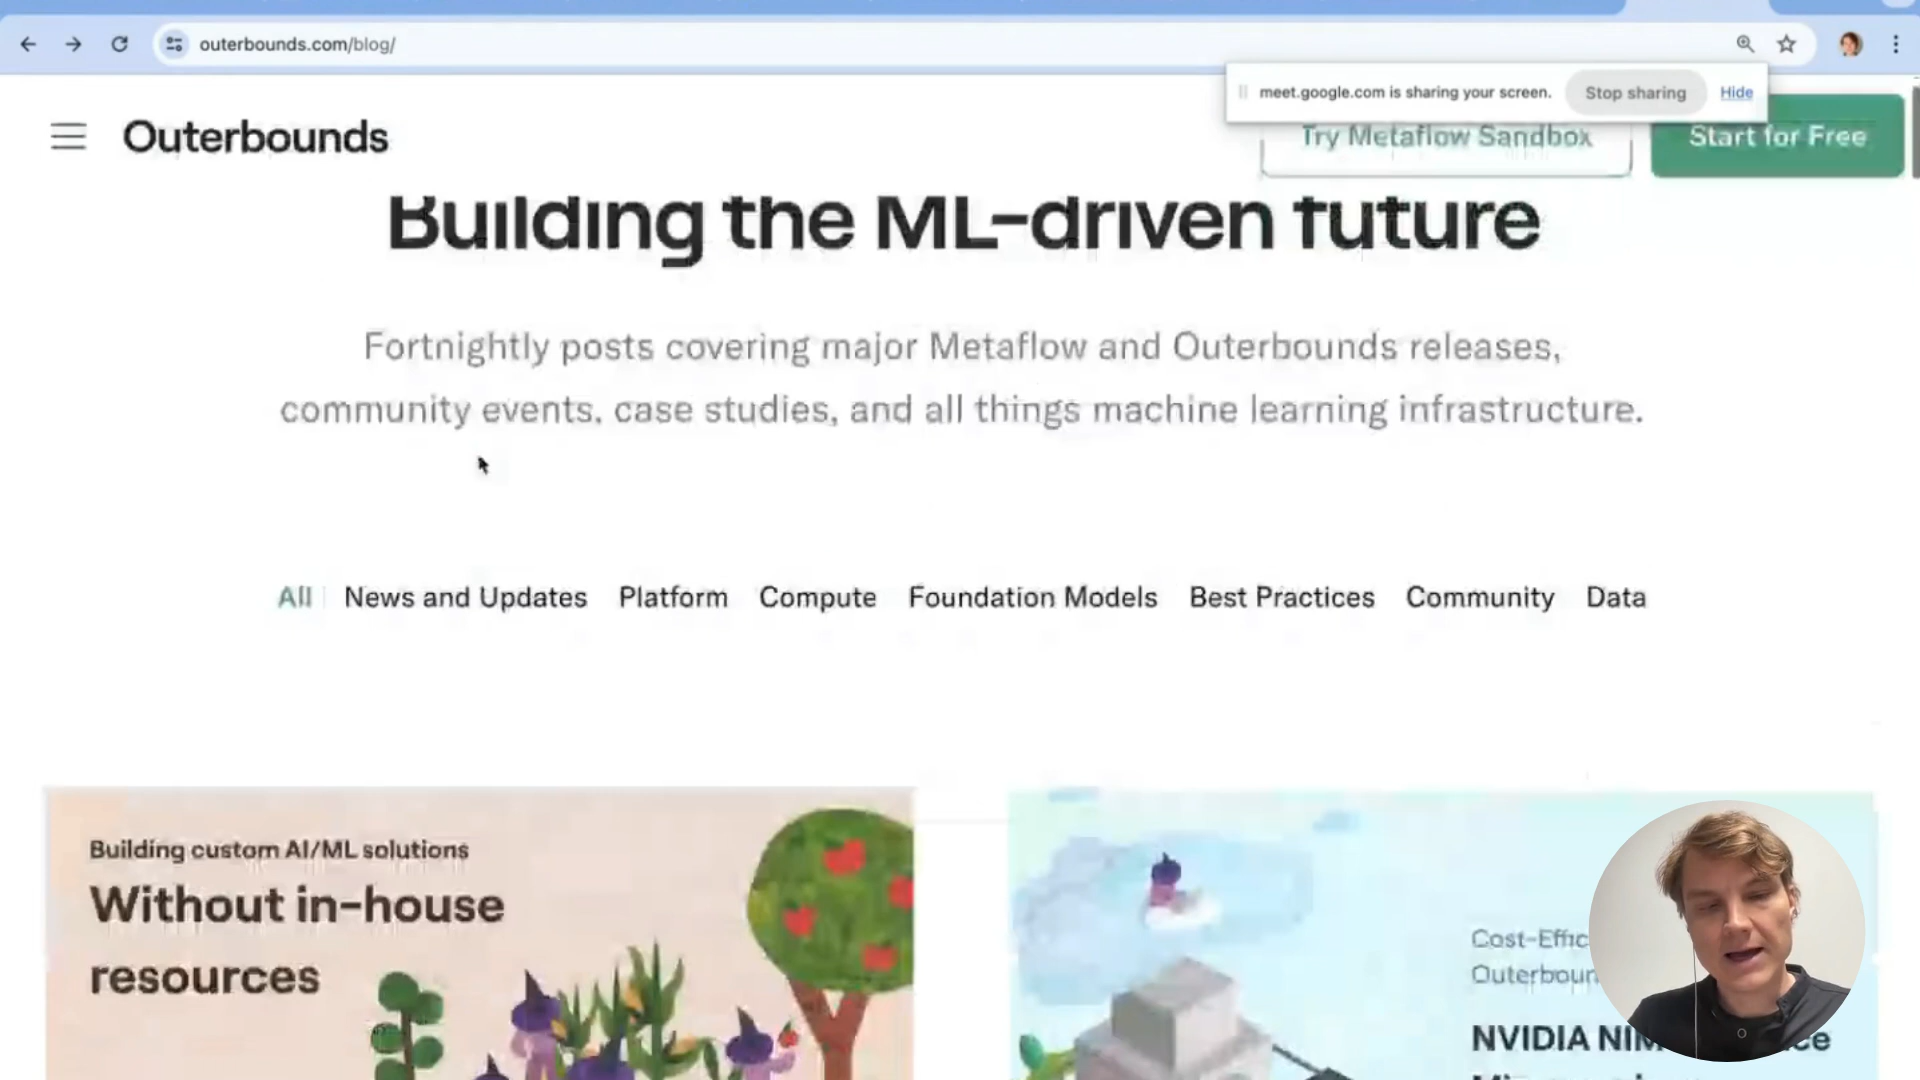 outerbounds.com/blog/
meet.google.com is sharing your screen. Stop sharing Hide
Outerbounds
Try Metaflow Sandbox
Start for Free
Building the ML-driven future
Fortnightly posts covering major Metaflow and Outerbounds releases,
community events, case studies, and all things machine learning infrastructure.
All News and Updates Platform Compute Foundation Models Best Practices Community Data
Building custom AI/ML solutions
Without in-house
resources
NVIDIA